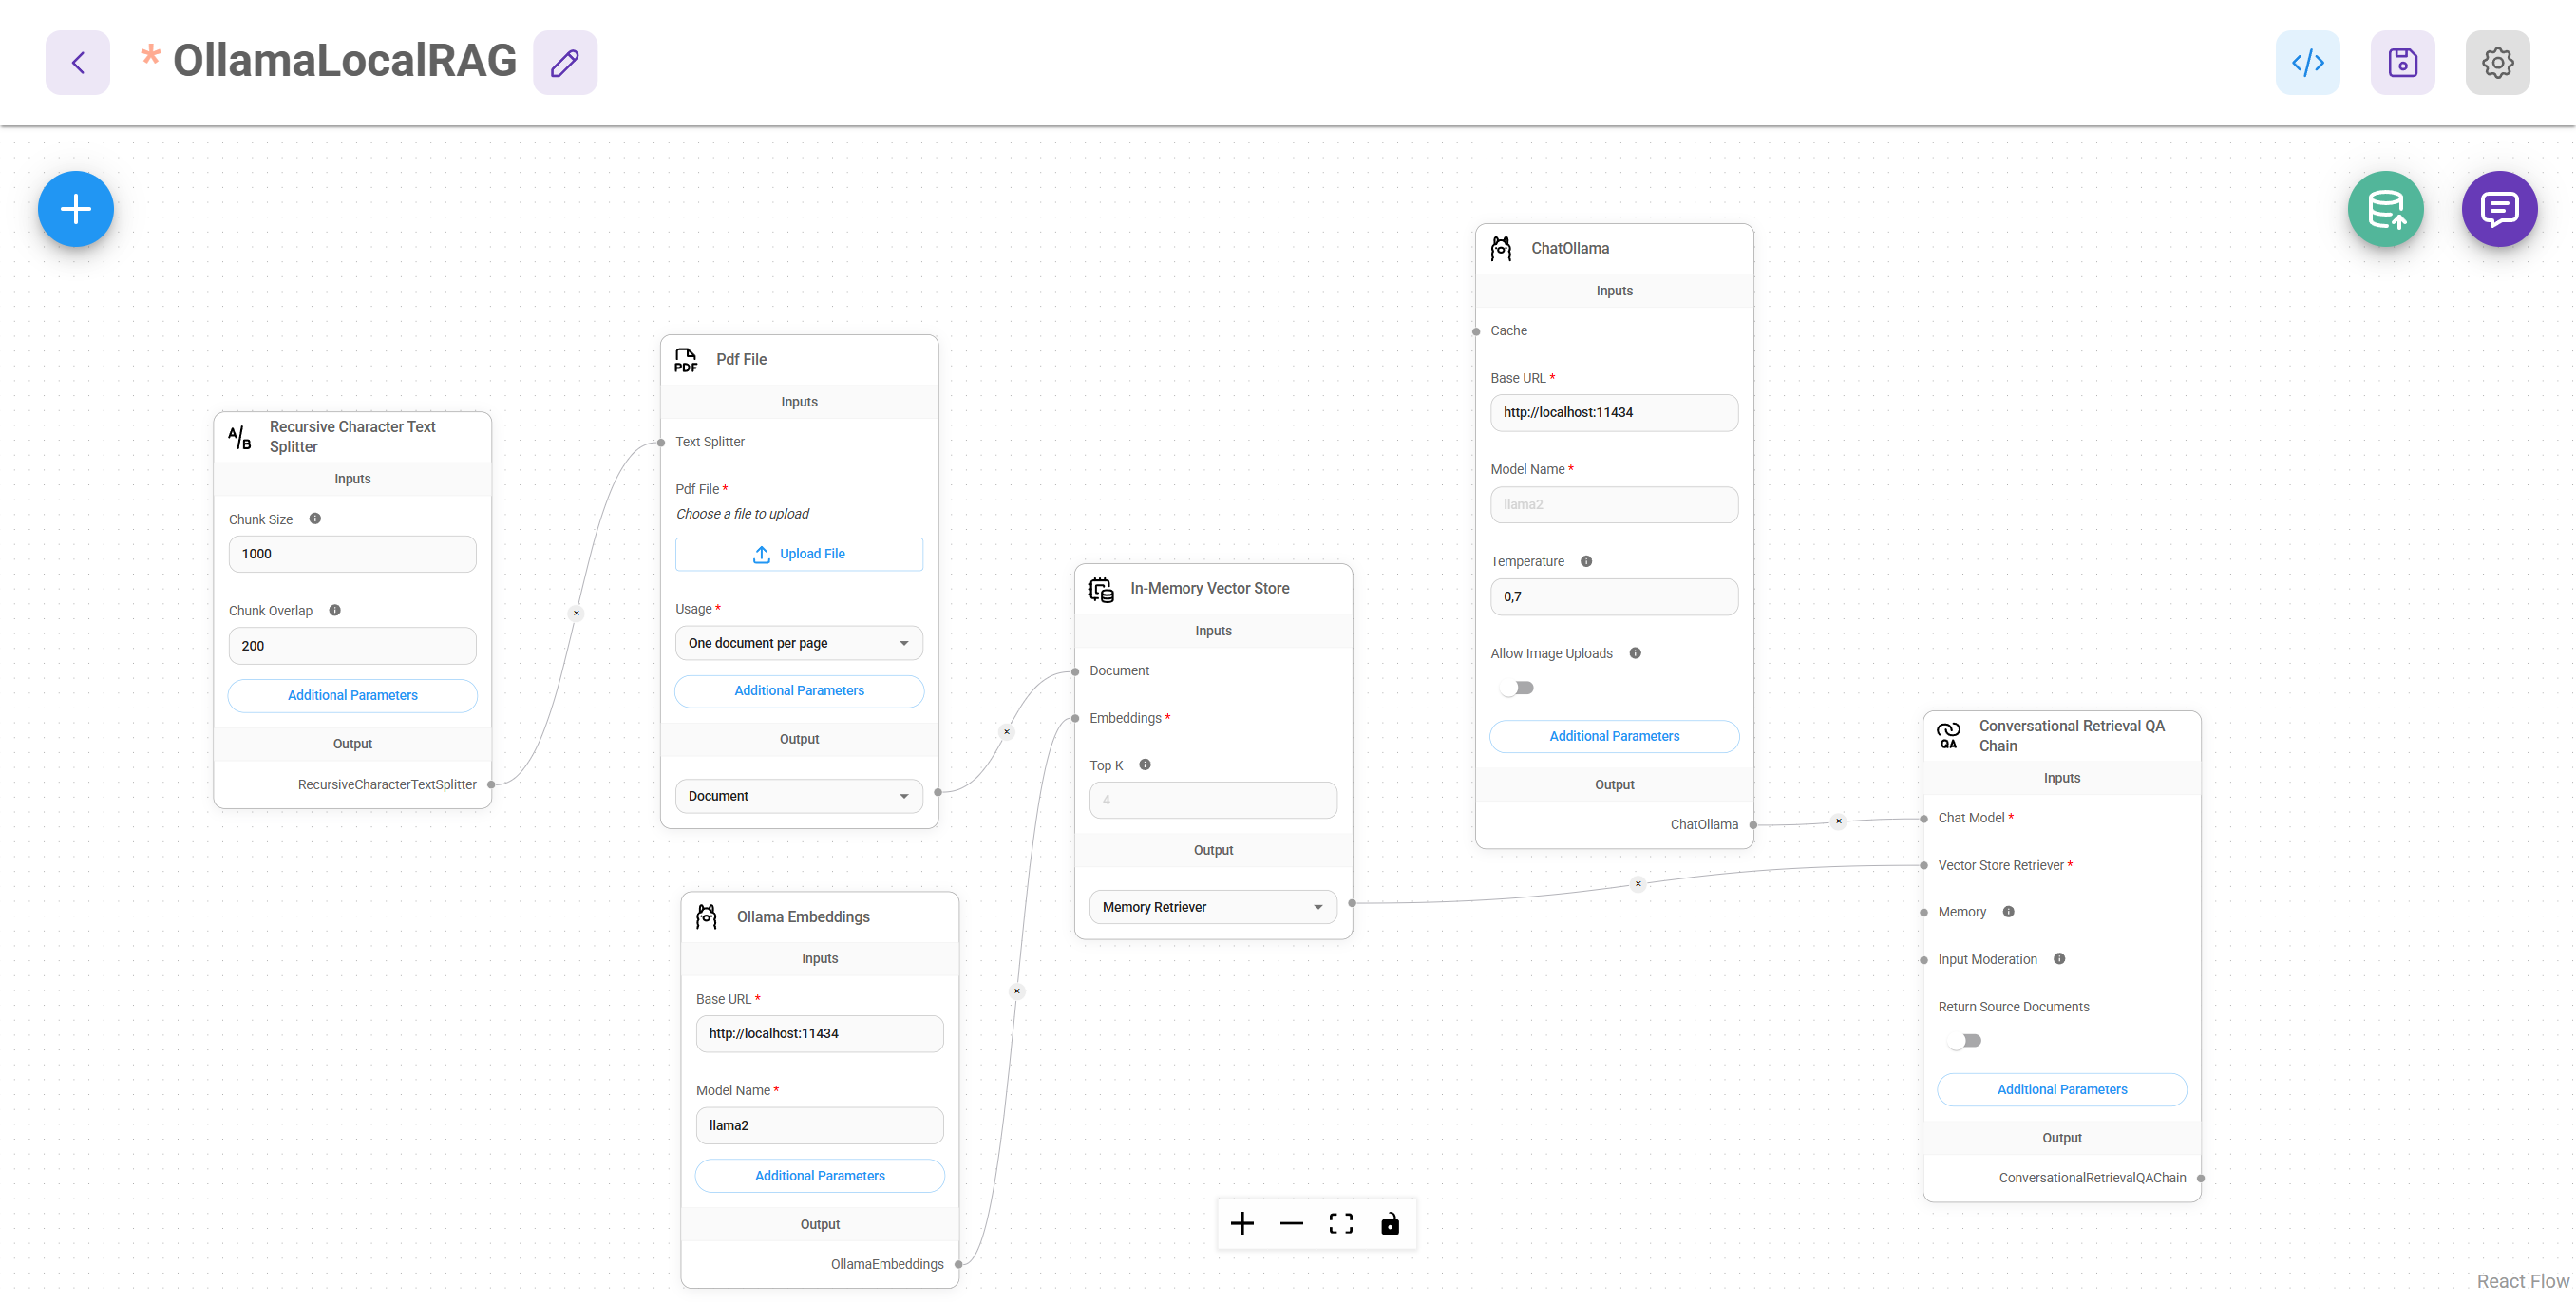 * OllamaLocalRAG
Recursive Character Text
Splitter
Inputs
Chunk Size
1000
Chunk Overlap
200
Additional Parameters
Output
RecursiveCharacterTextSplitter
PDF
Pdf File
Inputs
Text Splitter
Pdf File *
Choose a file to upload
Upload File
Usage *
One document per page
Additional Parameters
Output
Document
Ollama Embeddings
Inputs
Base URL *
http://localhost:11434
Model Name *
llama2
Additional Parameters
Output
OllamaEmbeddings
In-Memory Vector Store
Inputs
Document
Embeddings *
Top K
4
Output
Memory Retriever
ChatOllama
Inputs
Cache
Base URL *
http://localhost:11434
Model Name *
llama2
Temperature
0,7
Allow Image Uploads
Additional Parameters
Output
ChatOllama
QA
Conversational Retrieval QA
Chain
Inputs
Chat Model *
Vector Store Retriever *
Memory
Input Moderation
Return Source Documents
Additional Parameters
Output
ConversationalRetrievalQAChain
React Flow